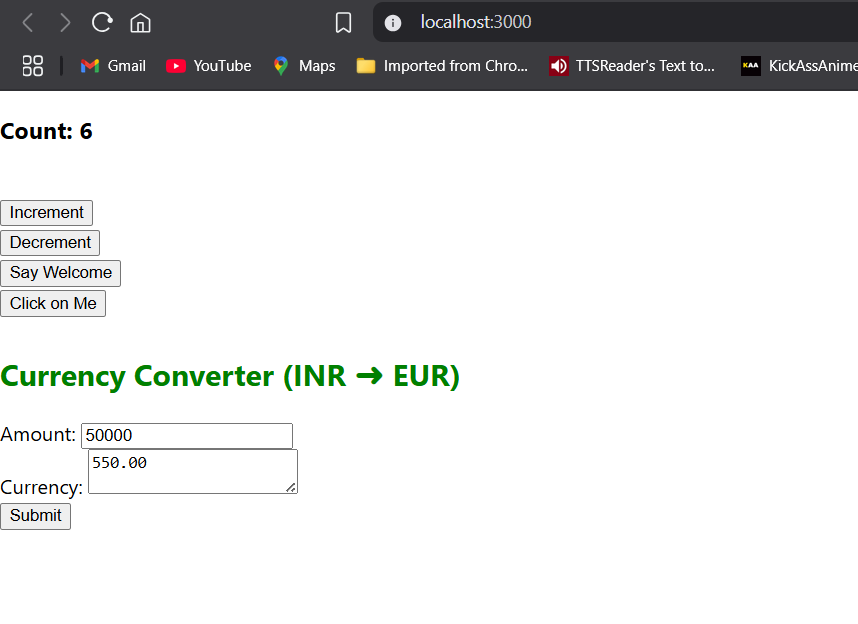 localhost:3000
Gmail YouTube Maps Imported from Chro... TTSReader's Text to... KAA KickAssAnime
Count: 6
Increment
Decrement
Say Welcome
Click on Me
Currency Converter (INR ➜ EUR)
Amount: 50000
Currency: 550.00
Submit